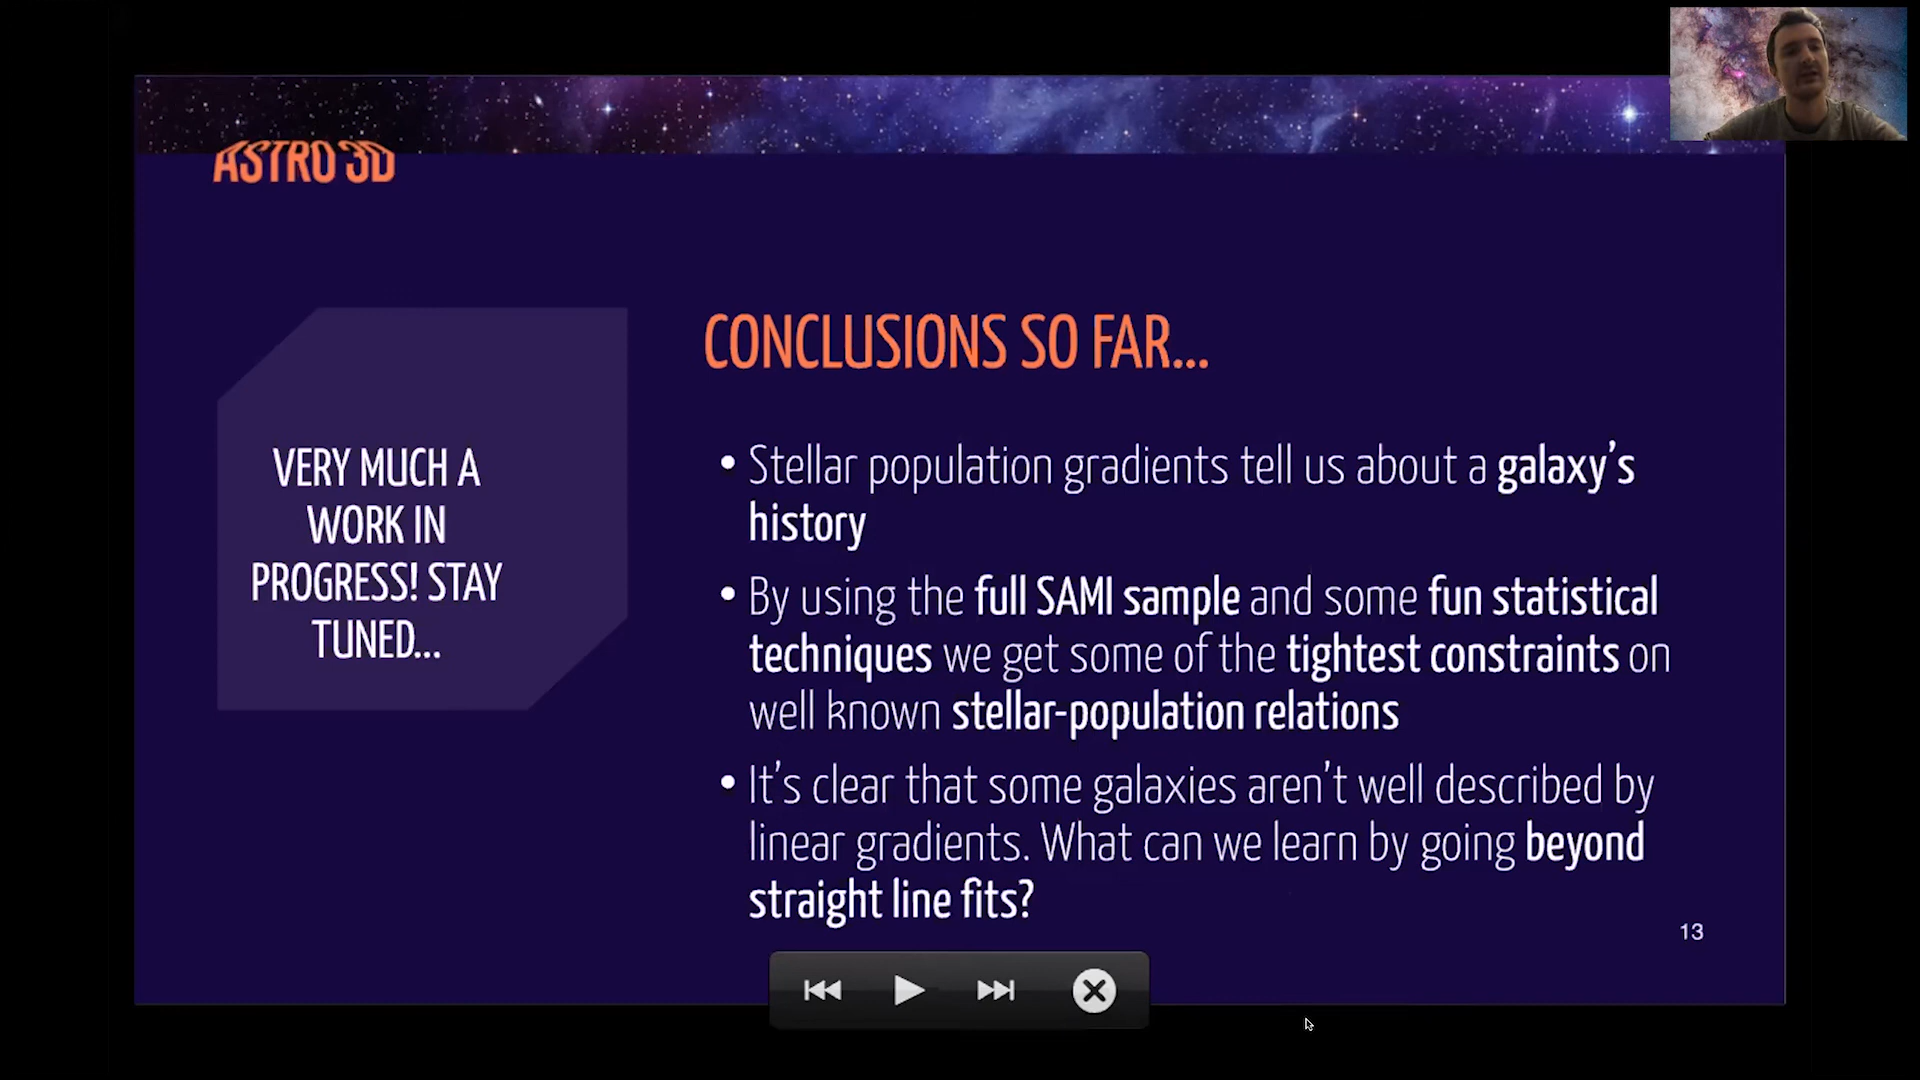 ASTRO 3D
VERY MUCH A
WORK IN
PROGRESS! STAY
TUNED...
CONCLUSIONS SO FAR...
• Stellar population gradients tell us about a galaxy's
history
• By using the full SAMI sample and some fun statistical
techniques we get some of the tightest constraints on
well known stellar-population relations
• It's clear that some galaxies aren't well described by
linear gradients. What can we learn by going beyond
straight line fits?
13